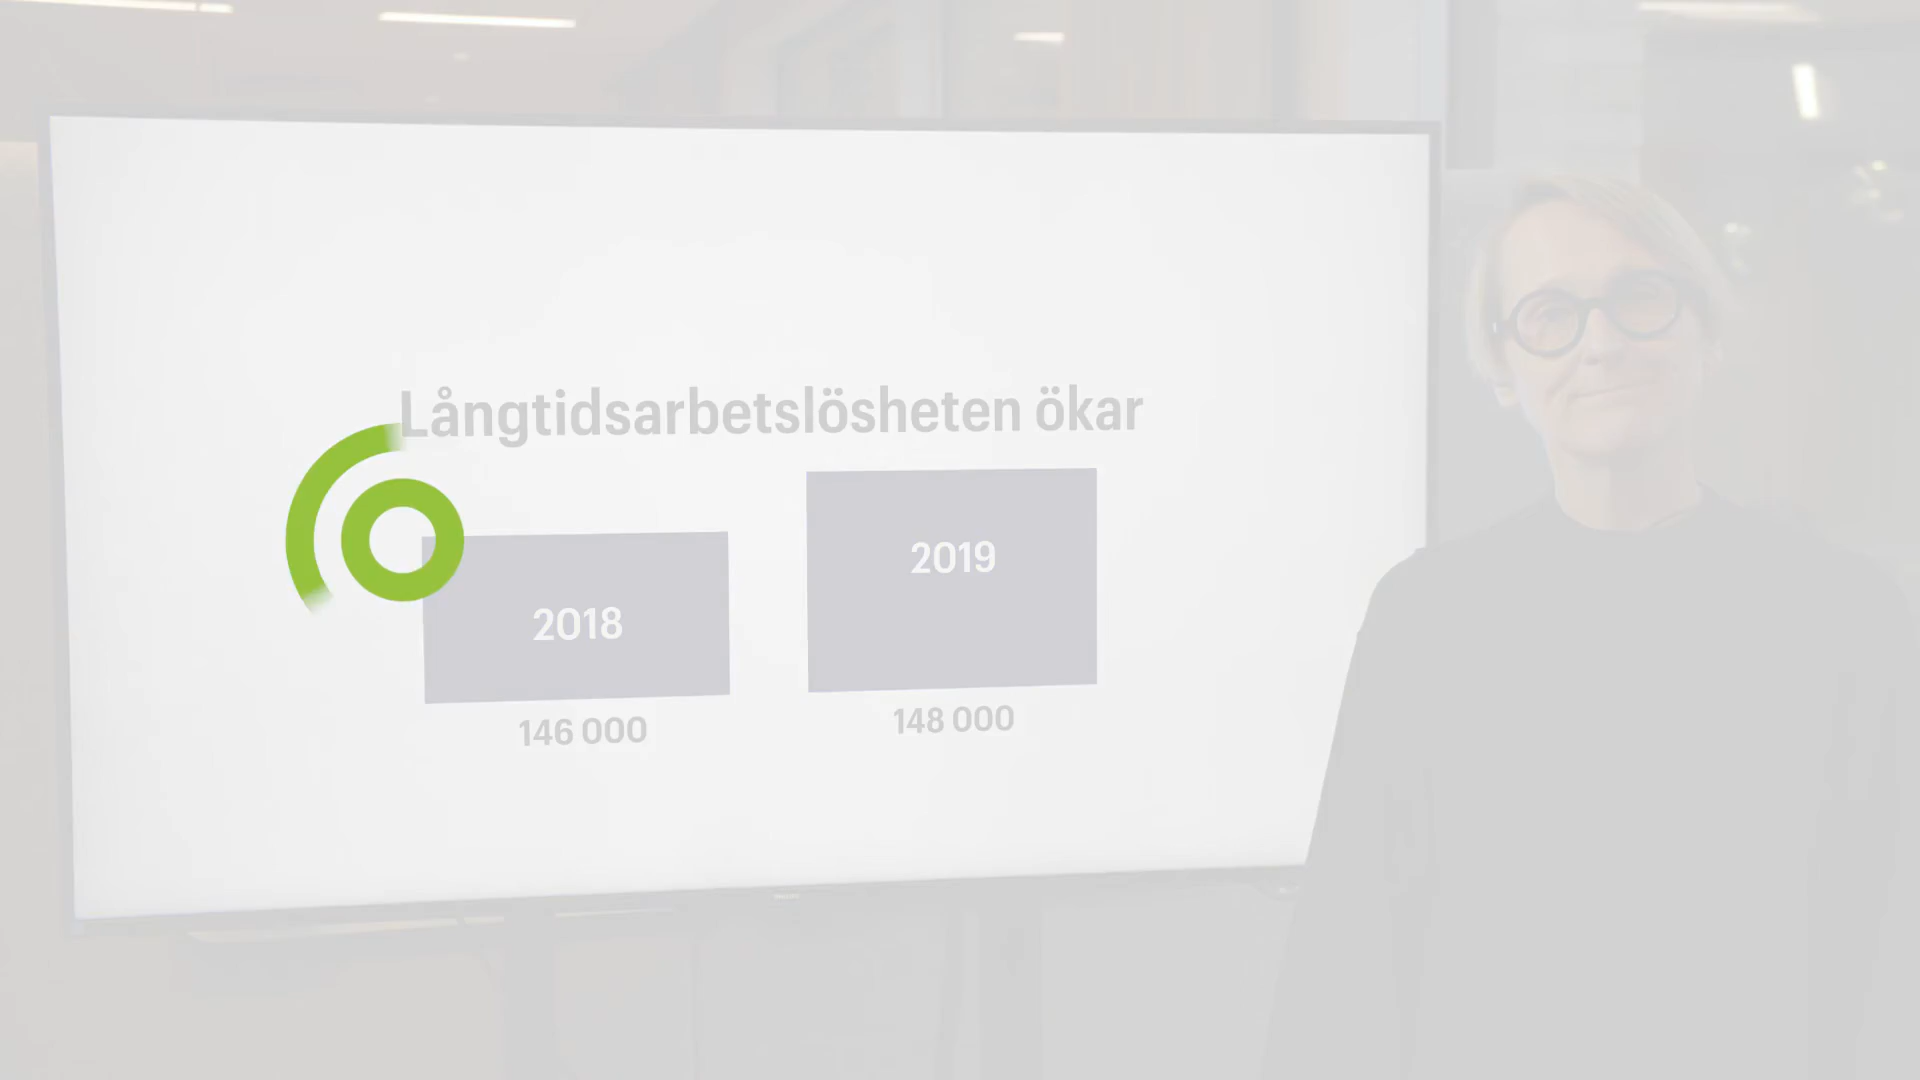 Långtidsarbetslösheten ökar
2018
2019
146 000
148 000